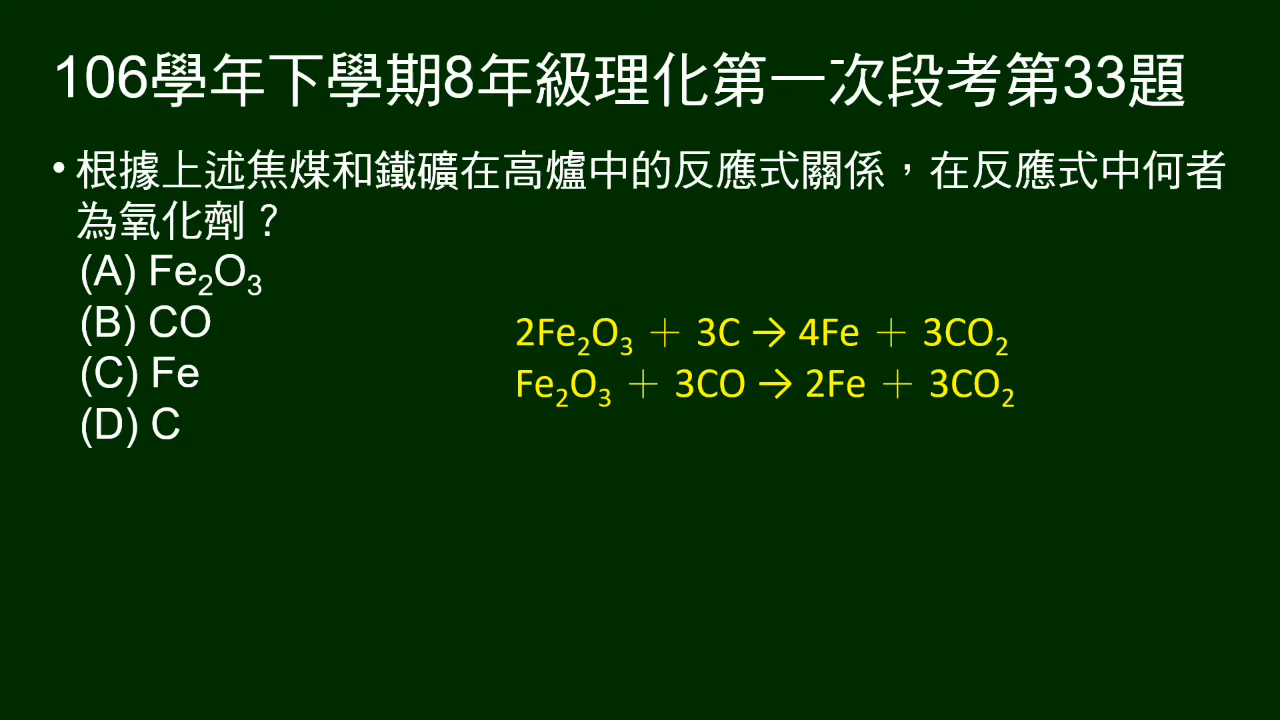 106學年下學期8年級理化第一次段考第33題
• 根據上述焦煤和鐵礦在高爐中的反應式關係，在反應式中何者
為氧化劑？
(A) Fe₂O₃
(B) CO
(C) Fe
(D) C
2Fe₂O₃ ＋ 3C → 4Fe ＋ 3CO₂
Fe₂O₃ ＋ 3CO → 2Fe ＋ 3CO₂